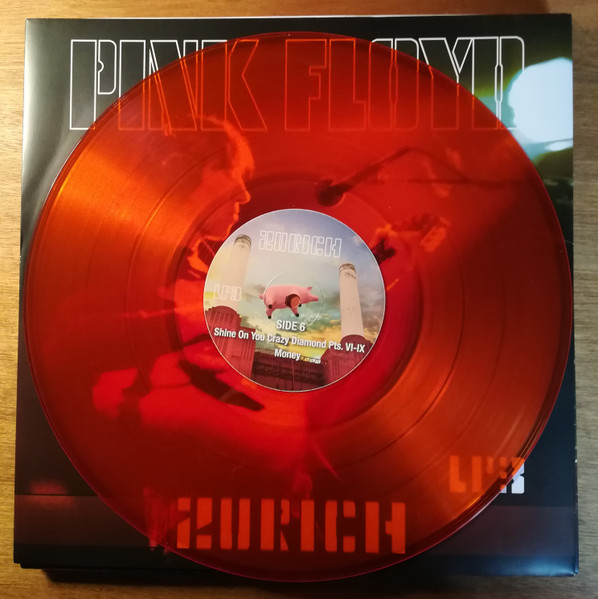 PINK FLOYD
ZURICH
SIDE 6
Shine On You Crazy Diamond Pts. VI-IX
Money
ZURICH